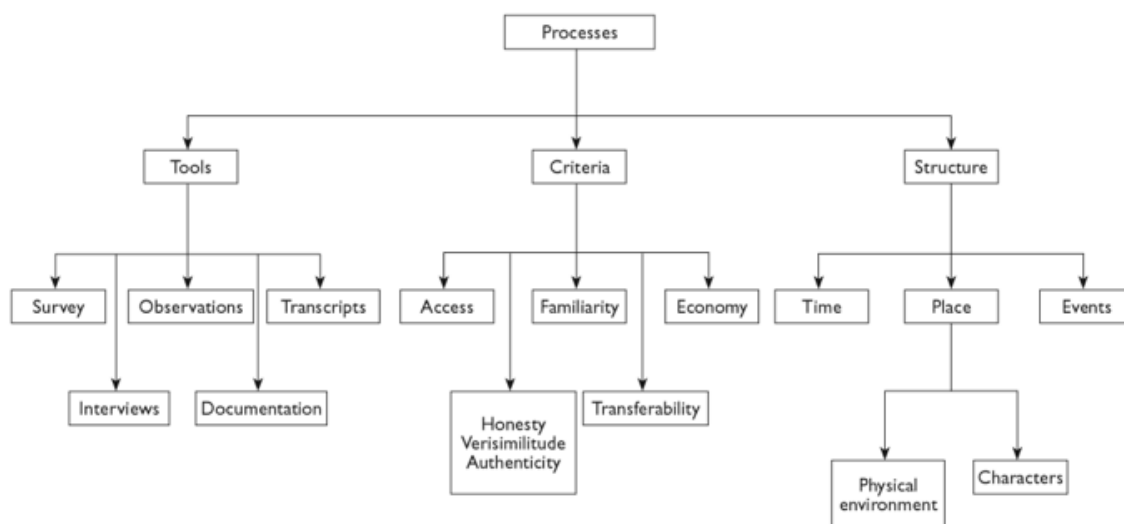 Processes
Tools
Criteria
Structure
Survey
Observations
Transcripts
Access
Familiarity
Economy
Time
Place
Events
Interviews
Documentation
Honesty
Verisimilitude
Authenticity
Transferability
Physical
environment
Characters